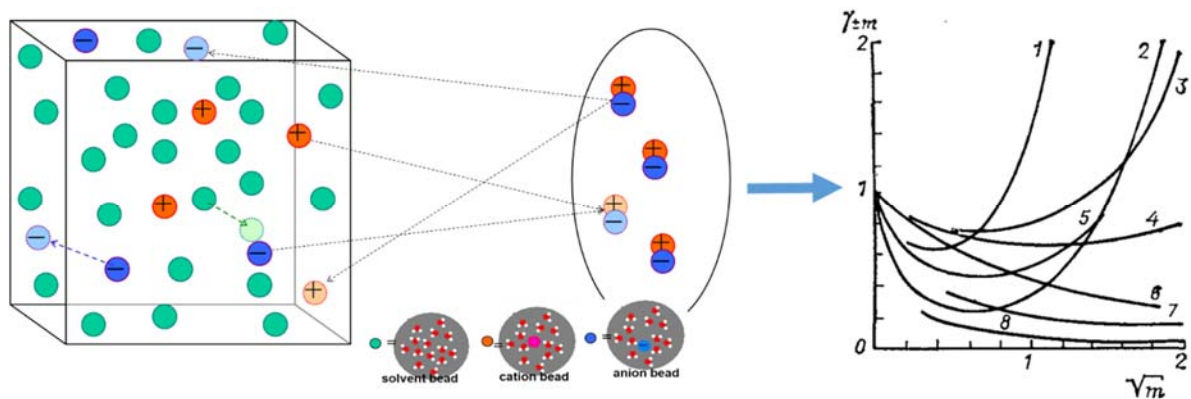 γ±m
2
1
0
1
2
3
4
5
6
7
8
1
2
√m
= solvent bead
= cation bead
= anion bead